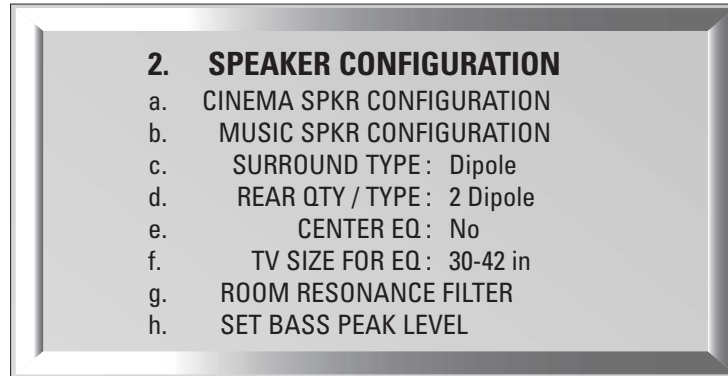 2. SPEAKER CONFIGURATION
a. CINEMA SPKR CONFIGURATION
b. MUSIC SPKR CONFIGURATION
c. SURROUND TYPE : Dipole
d. REAR QTY / TYPE : 2 Dipole
e. CENTER EQ : No
f. TV SIZE FOR EQ : 30-42 in
g. ROOM RESONANCE FILTER
h. SET BASS PEAK LEVEL